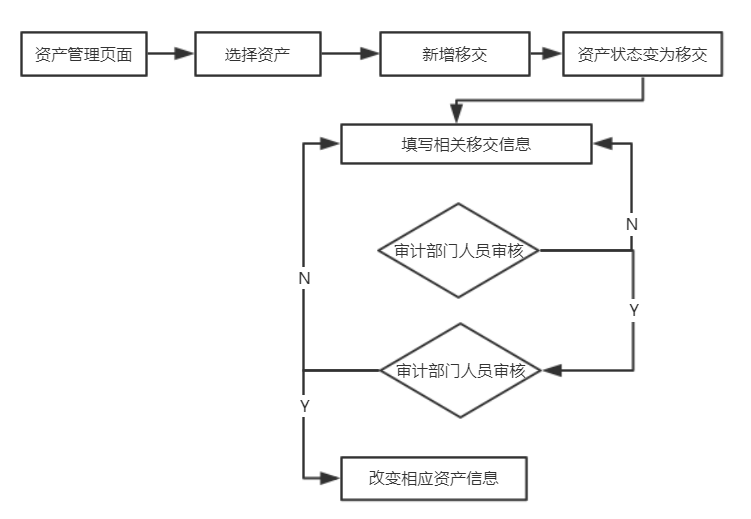 资产管理页面
选择资产
新增移交
资产状态变为移交
填写相关移交信息
N
审计部门人员审核
N
Y
审计部门人员审核
Y
改变相应资产信息